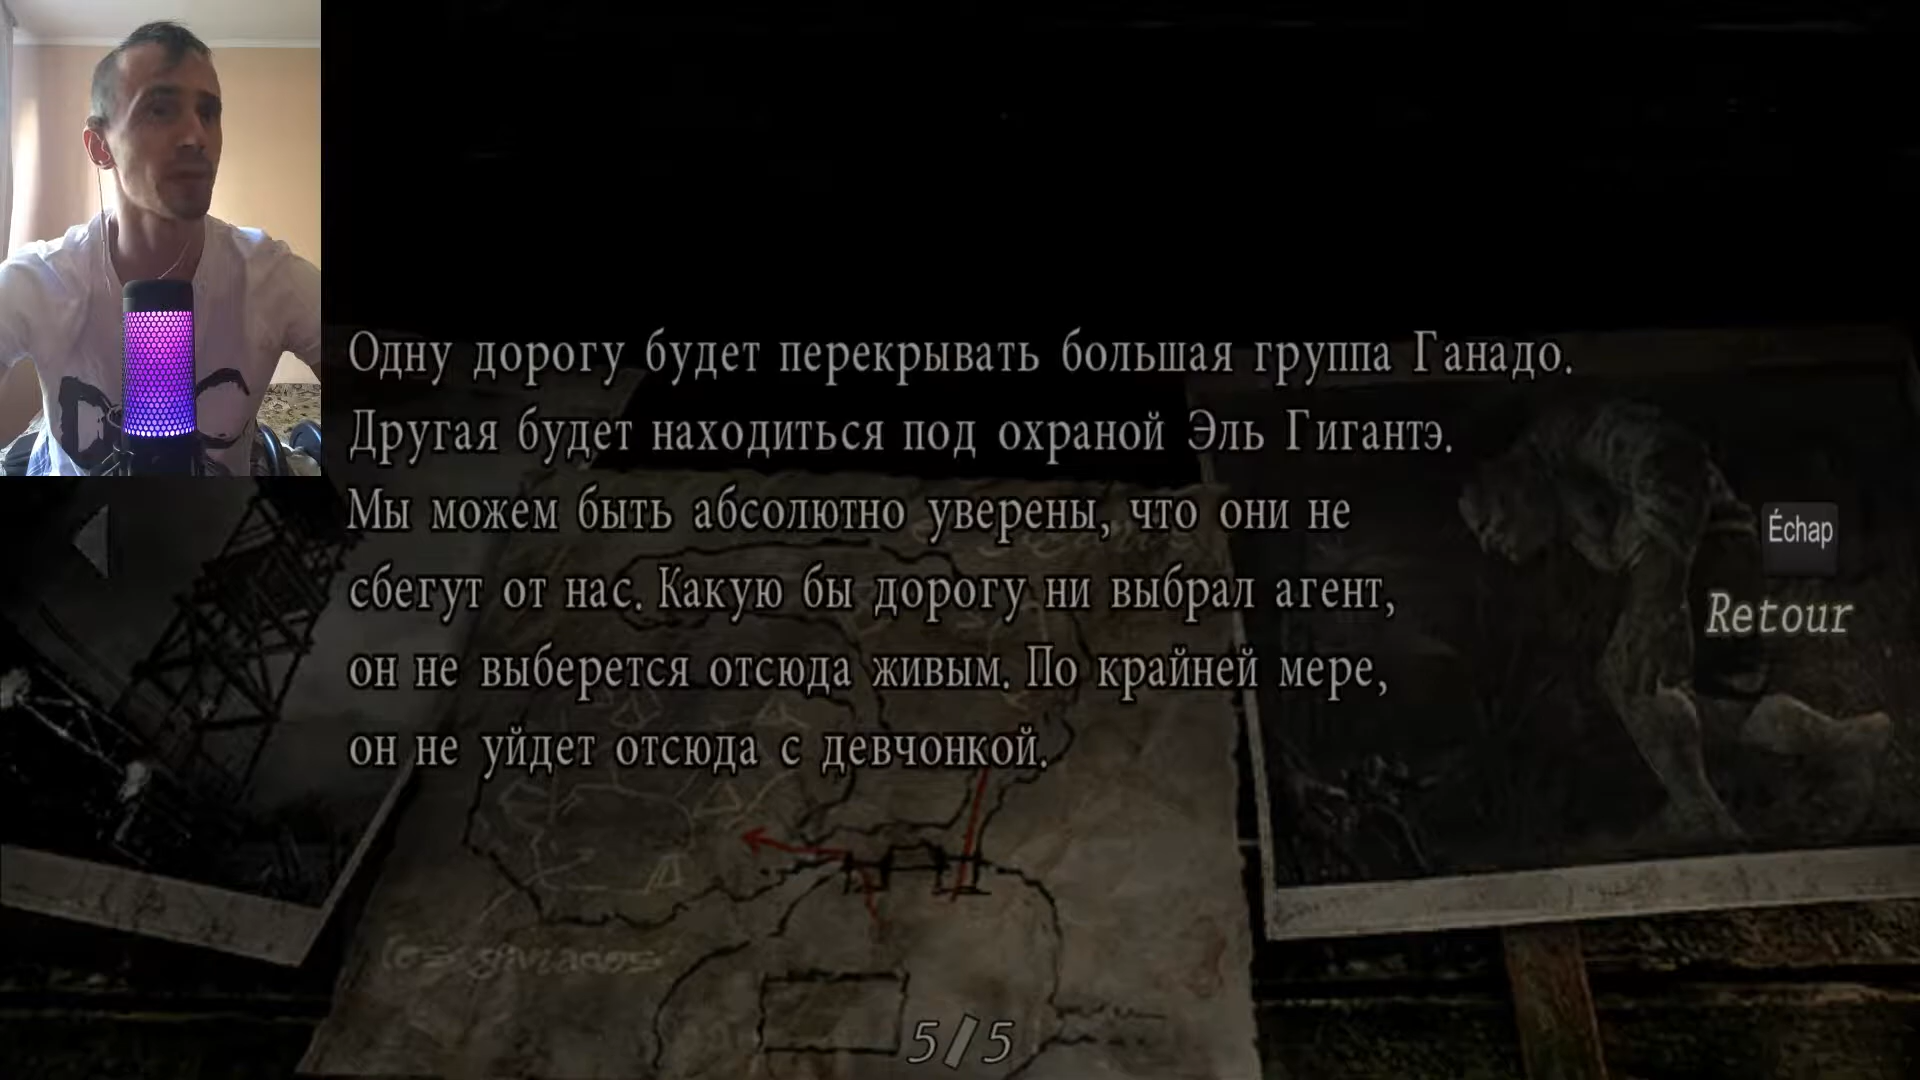 Одну дорогу будет перекрывать большая группа Ганадо.
Другая будет находиться под охраной Эль Гигантэ.
Мы можем быть абсолютно уверены, что они не
сбегут от нас. Какую бы дорогу ни выбрал агент,
он не выберется отсюда живым. По крайней мере,
он не уйдет отсюда с девчонкой.
Échap
Retour
Los ganados
5/5